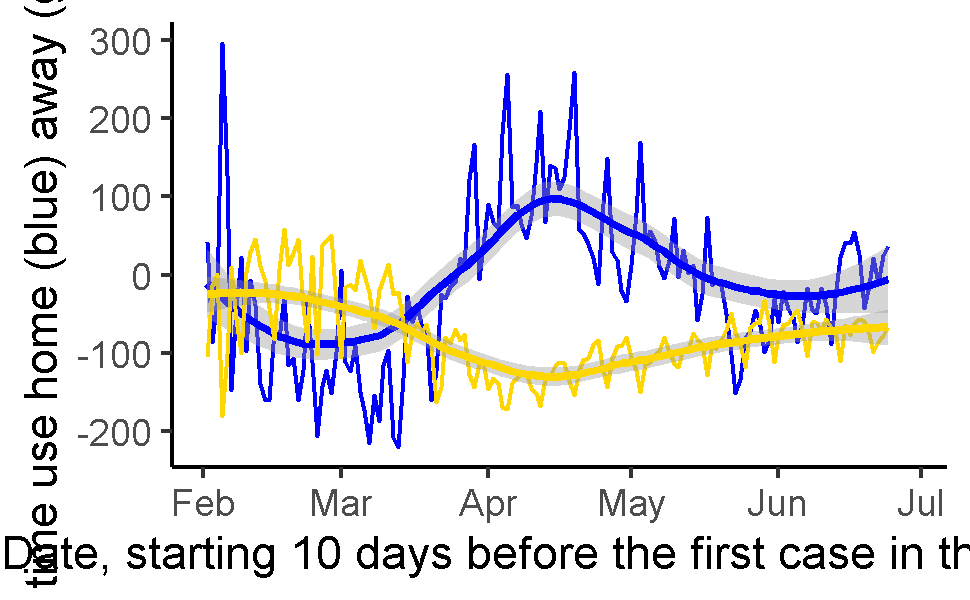 time use home (blue) away (
300
200
100
0
-100
-200
Feb Mar Apr May Jun Jul
Date, starting 10 days before the first case in th